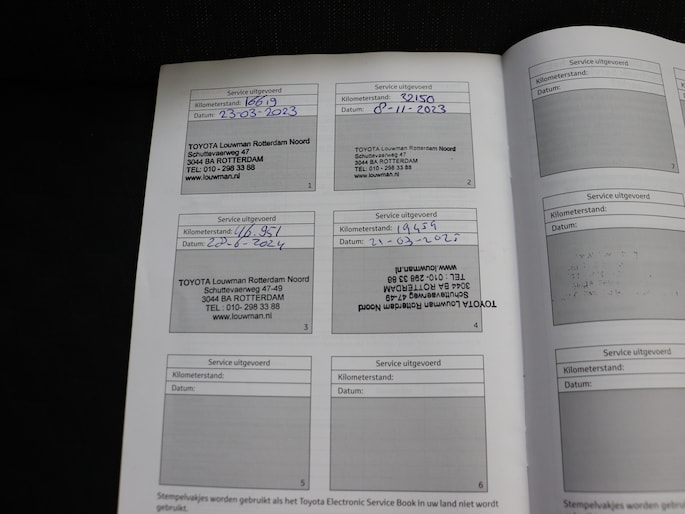 Service uitgevoerd
Kilometerstand: 16619
Datum: 23-03-2023
TOYOTA Louwman Rotterdam Noord
Schuttevaerweg 47
3044 BA ROTTERDAM
TEL: 010 - 298 33 88
www.louwman.nl
1
Service uitgevoerd
Kilometerstand: 32150
Datum: 8-11-2023
TOYOTA Louwman Rotterdam Noord
Schuttevaerweg 47
3044 BA ROTTERDAM
TEL: 010 - 298 33 88
www.louwman.nl
2
Service uitgevoerd
Kilometerstand: 46.951
Datum: 28-6-2024
TOYOTA Louwman Rotterdam Noord
Schuttevaerweg 47-49
3044 BA ROTTERDAM
TEL : 010- 298 33 88
www.louwman.nl
3
Service uitgevoerd
Kilometerstand:
Datum: 21-03-2025
TOYOTA Louwman Rotterdam Noord
Schuttevaerweg 47-49
3044 BA ROTTERDAM
TEL : 010- 298 33 88
www.louwman.nl
4
Service uitgevoerd
Kilometerstand:
Datum:
5
Service uitgevoerd
Kilometerstand:
Datum:
6
Stempelvakjes worden gebruikt als het Toyota Electronic Service Book in uw land niet wordt
gebruikt.
Service uitgevoerd
Kilometerstand:
Datum:
7
Service uitgevoerd
Kilometerstand:
Datum:
Service uitgevoerd
Kilometerstand:
Datum:
Stempelvakjes worden
gebruikt.